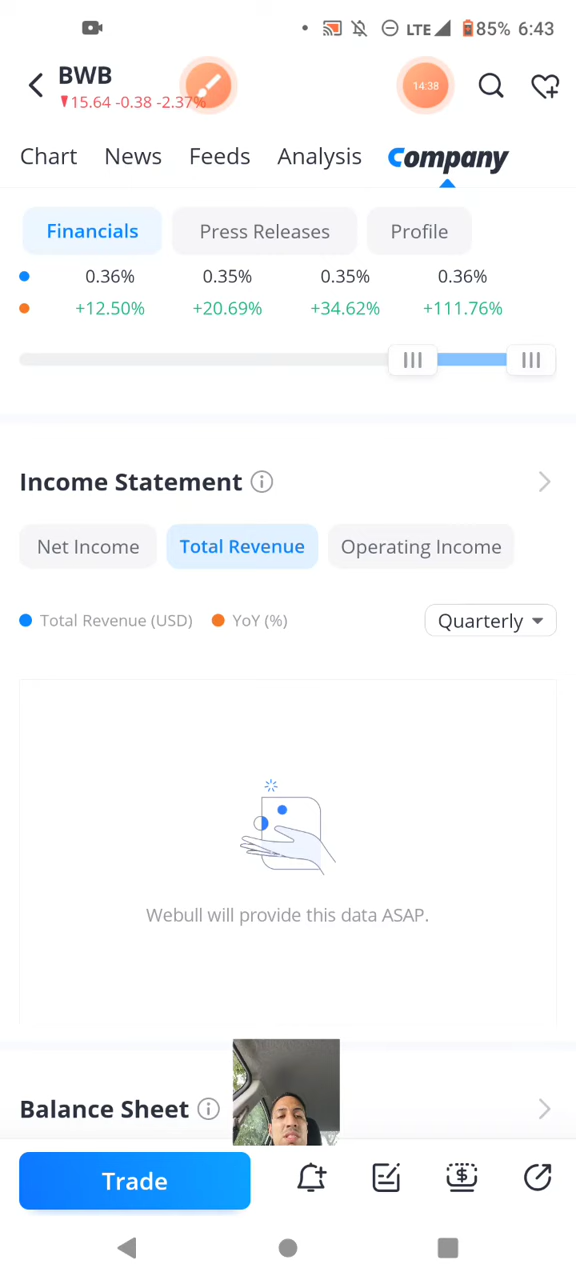 LTE 85% 6:43
BWB
15.64 -0.38 -2.37%
14:38
Chart News Feeds Analysis Company
Financials Press Releases Profile
0.36% 0.35% 0.35% 0.36%
+12.50% +20.69% +34.62% +111.76%
Income Statement
Net Income Total Revenue Operating Income
Total Revenue (USD) YoY (%) Quarterly
Webull will provide this data ASAP.
Balance Sheet
Trade